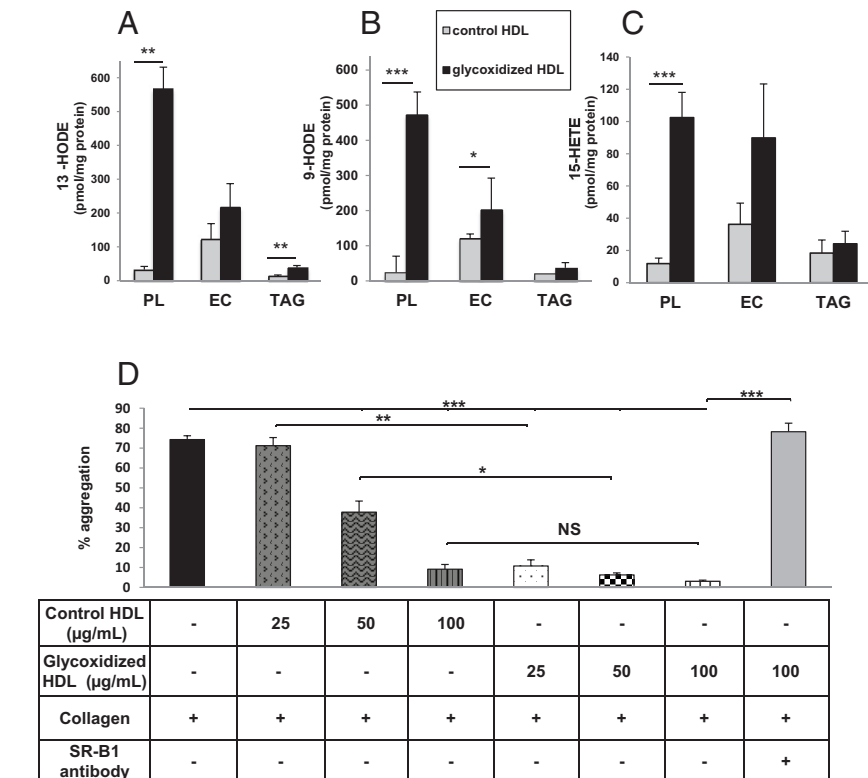 A
B
C
control HDL
glycoxidized HDL
13 -HODE
(pmol/mg protein)
600
500
400
300
200
100
0
**
**
PL EC TAG
9-HODE
(pmol/mg protein)
600
500
400
300
200
100
0
***
*
PL EC TAG
15-HETE
(pmol/mg protein)
140
120
100
80
60
40
20
0
***
PL EC TAG
D
% aggregation
90
80
70
60
50
40
30
20
10
0
***
***
**
*
NS
Control HDL
(µg/mL) - 25 50 100 - - - -
Glycoxidized
HDL (µg/mL) - - - - 25 50 100 100
Collagen + + + + + + + +
SR-B1
antibody - - - - - - - +